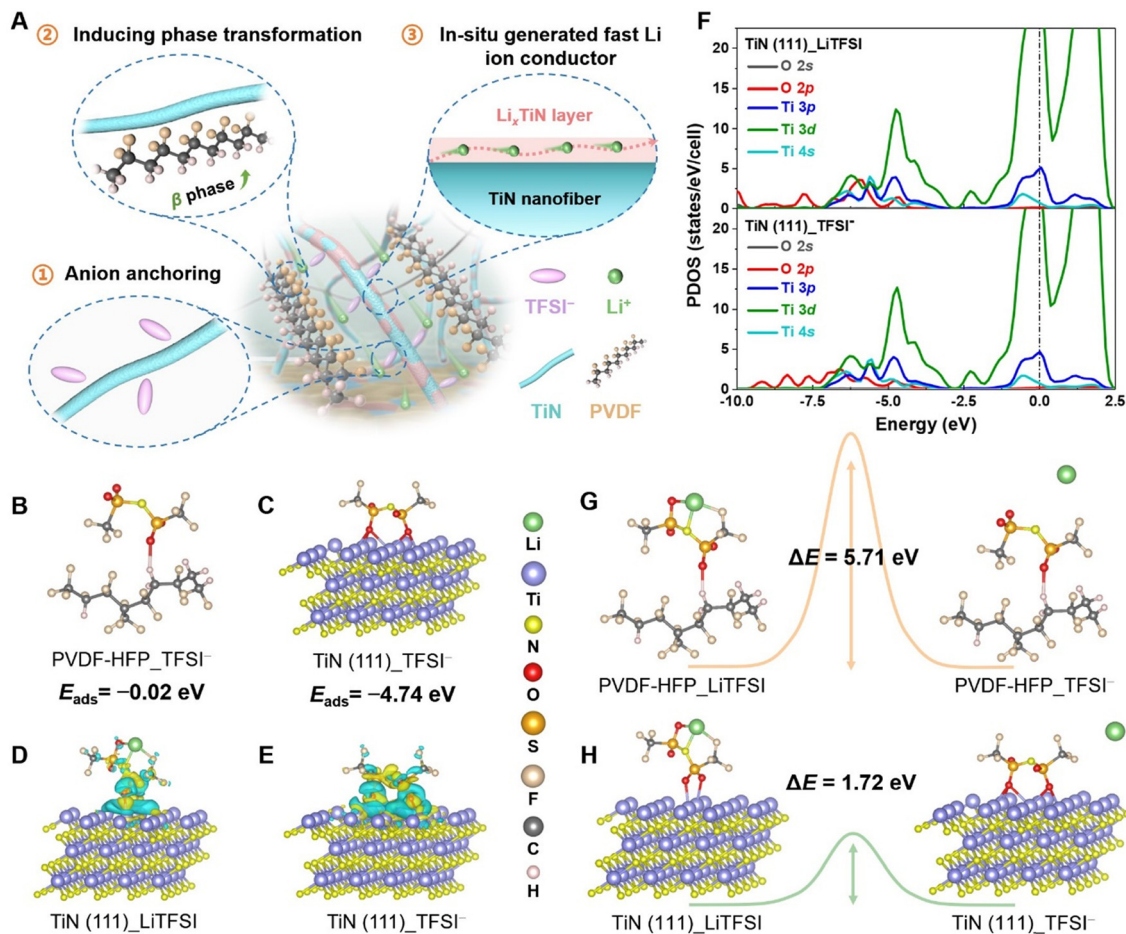 A
② Inducing phase transformation
③ In-situ generated fast Li
ion conductor
β phase
LixTiN layer
TiN nanofiber
① Anion anchoring
TFSI⁻
Li⁺
TiN
PVDF
F
TiN (111)_LiTFSI
O 2s
O 2p
Ti 3p
Ti 3d
Ti 4s
TiN (111)_TFSI⁻
O 2s
O 2p
Ti 3p
Ti 3d
Ti 4s
PDOS (states/eV/cell)
20
15
10
5
0
20
15
10
5
0
-10.0 -7.5 -5.0 -2.5 0.0 2.5
Energy (eV)
B
PVDF-HFP_TFSI⁻
Eads= −0.02 eV
C
TiN (111)_TFSI⁻
Eads= −4.74 eV
D
TiN (111)_LiTFSI
E
TiN (111)_TFSI⁻
Li
Ti
N
O
S
F
C
H
G
ΔE = 5.71 eV
PVDF-HFP_LiTFSI
PVDF-HFP_TFSI⁻
H
ΔE = 1.72 eV
TiN (111)_LiTFSI
TiN (111)_TFSI⁻